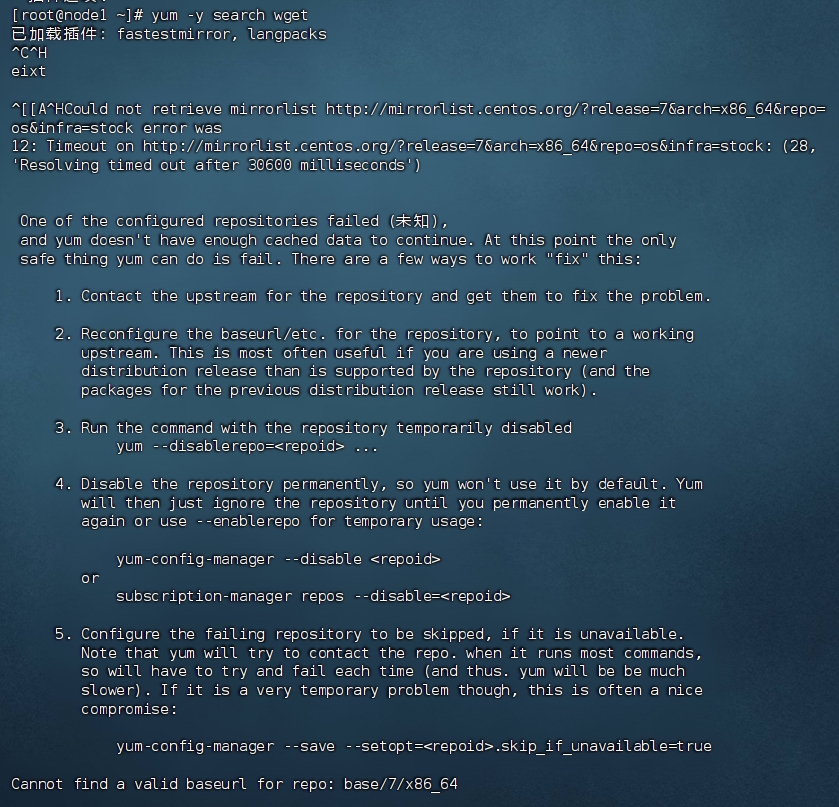 [root@node1 ~]# yum -y search wget
已加载插件: fastestmirror, langpacks
^C^H
eixt
^[[A^HCould not retrieve mirrorlist http://mirrorlist.centos.org/?release=7&arch=x86_64&repo=
os&infra=stock error was
12: Timeout on http://mirrorlist.centos.org/?release=7&arch=x86_64&repo=os&infra=stock: (28,
'Resolving timed out after 30600 milliseconds')
One of the configured repositories failed (未知),
and yum doesn't have enough cached data to continue. At this point the only
safe thing yum can do is fail. There are a few ways to work "fix" this:
1. Contact the upstream for the repository and get them to fix the problem.
2. Reconfigure the baseurl/etc. for the repository, to point to a working
upstream. This is most often useful if you are using a newer
distribution release than is supported by the repository (and the
packages for the previous distribution release still work).
3. Run the command with the repository temporarily disabled
yum --disablerepo=<repoid> ...
4. Disable the repository permanently, so yum won't use it by default. Yum
will then just ignore the repository until you permanently enable it
again or use --enablerepo for temporary usage:
yum-config-manager --disable <repoid>
or
subscription-manager repos --disable=<repoid>
5. Configure the failing repository to be skipped, if it is unavailable.
Note that yum will try to contact the repo. when it runs most commands,
so will have to try and fail each time (and thus. yum will be be much
slower). If it is a very temporary problem though, this is often a nice
compromise:
yum-config-manager --save --setopt=<repoid>.skip_if_unavailable=true
Cannot find a valid baseurl for repo: base/7/x86_64